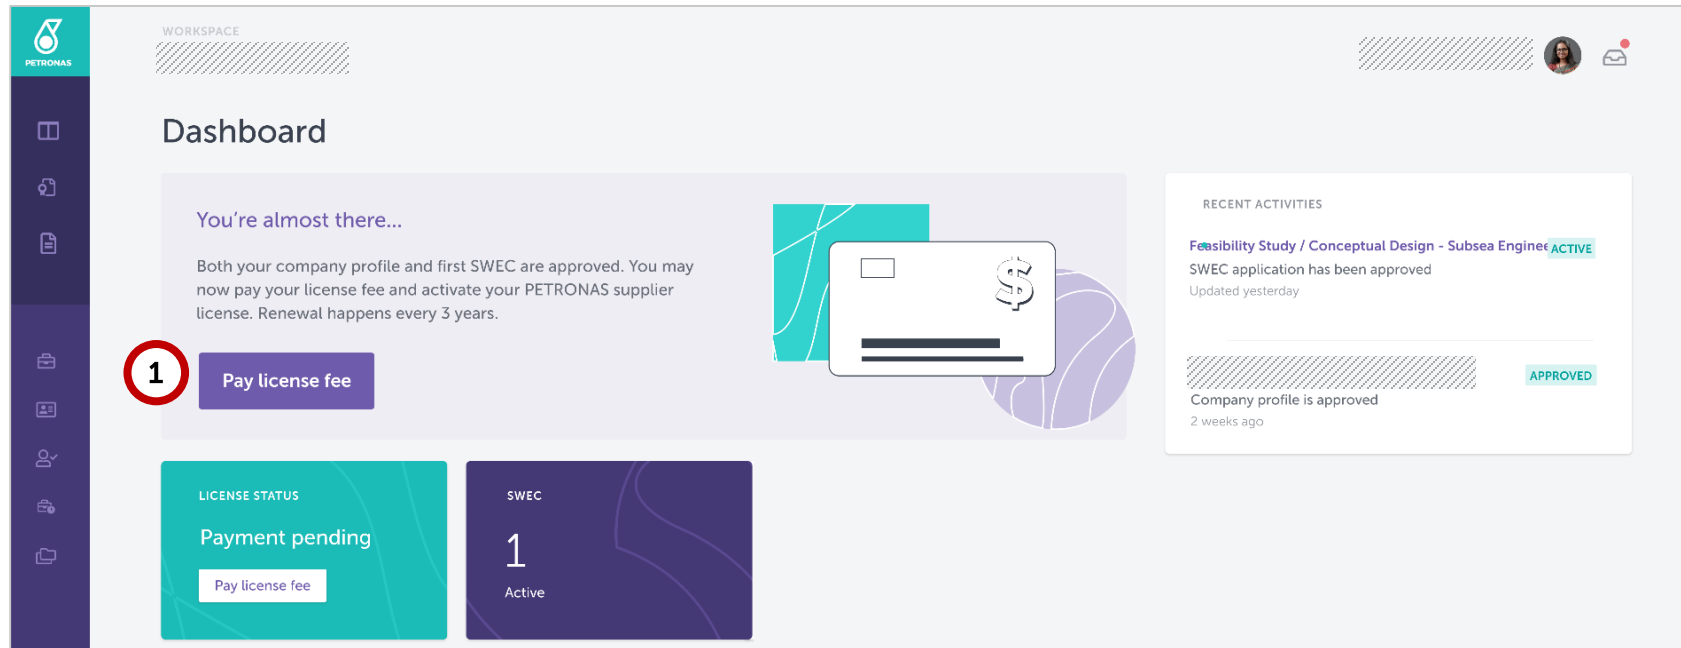 PETRONAS
WORKSPACE
Dashboard
You're almost there...
Both your company profile and first SWEC are approved. You may
now pay your license fee and activate your PETRONAS supplier
license. Renewal happens every 3 years.
1
Pay license fee
$
RECENT ACTIVITIES
Feasibility Study / Conceptual Design - Subsea Enginee
ACTIVE
SWEC application has been approved
Updated yesterday
APPROVED
Company profile is approved
2 weeks ago
LICENSE STATUS
Payment pending
Pay license fee
SWEC
1
Active